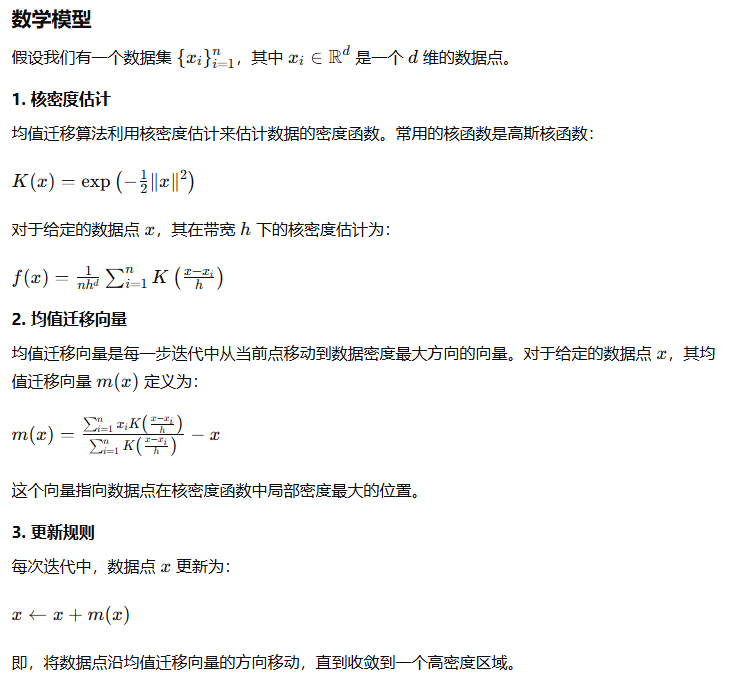 数学模型
假设我们有一个数据集 $\{x_i\}_{i=1}^n$，其中 $x_i \in \mathbb{R}^d$ 是一个 $d$ 维的数据点。
1. 核密度估计
均值迁移算法利用核密度估计来估计数据的密度函数。常用的核函数是高斯核函数：
$K(x) = \exp\left(-\frac{1}{2}\|x\|^2\right)$
对于给定的数据点 $x$，其在带宽 $h$ 下的核密度估计为：
$f(x) = \frac{1}{nh^d} \sum_{i=1}^n K\left(\frac{x-x_i}{h}\right)$
2. 均值迁移向量
均值迁移向量是每一步迭代中从当前点移动到数据密度最大方向的向量。对于给定的数据点 $x$，其均
值迁移向量 $m(x)$ 定义为：
$m(x) = \frac{\sum_{i=1}^n x_i K\left(\frac{x-x_i}{h}\right)}{\sum_{i=1}^n K\left(\frac{x-x_i}{h}\right)} - x$
这个向量指向数据点在核密度函数中局部密度最大的位置。
3. 更新规则
每次迭代中，数据点 $x$ 更新为：
$x \leftarrow x + m(x)$
即，将数据点沿均值迁移向量的方向移动，直到收敛到一个高密度区域。